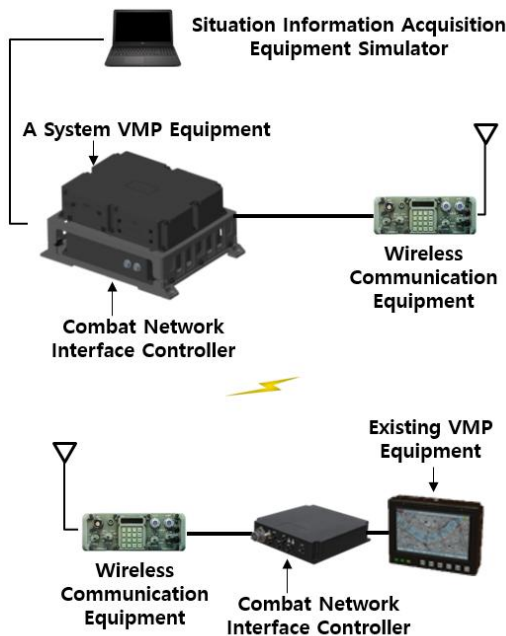 Situation Information Acquisition
Equipment Simulator
A System VMP Equipment
Wireless
Communication
Equipment
Combat Network
Interface Controller
Existing VMP
Equipment
Wireless
Communication
Equipment
Combat Network
Interface Controller